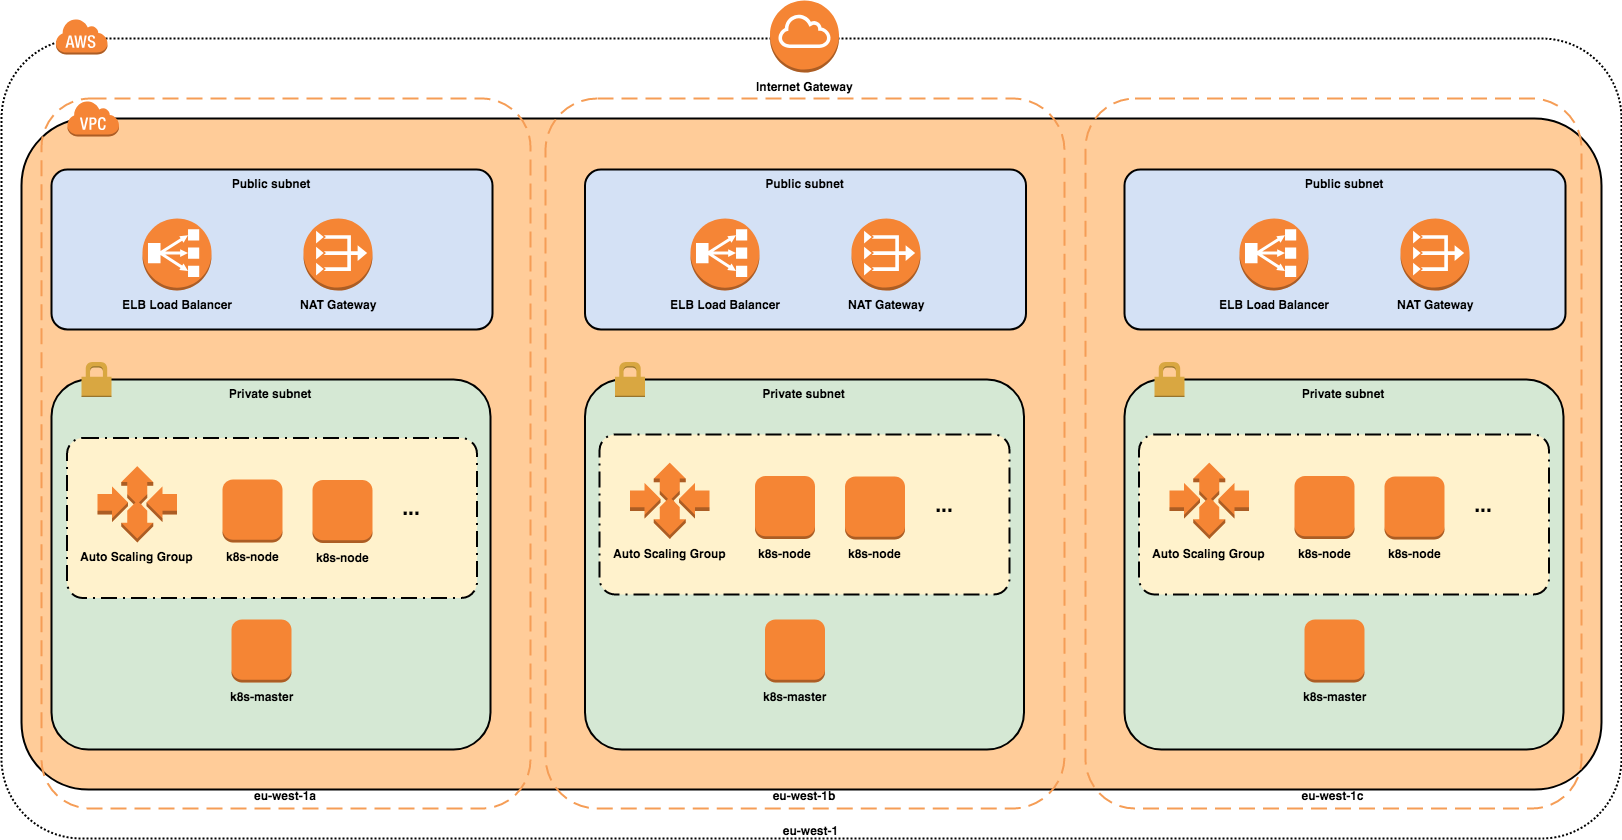 AWS
Internet Gateway
VPC
Public subnet
Public subnet
Public subnet
ELB Load Balancer
NAT Gateway
ELB Load Balancer
NAT Gateway
ELB Load Balancer
NAT Gateway
Private subnet
Private subnet
Private subnet
...
...
...
Auto Scaling Group
k8s-node
k8s-node
Auto Scaling Group
k8s-node
k8s-node
Auto Scaling Group
k8s-node
k8s-node
k8s-master
k8s-master
k8s-master
eu-west-1a
eu-west-1b
eu-west-1c
eu-west-1